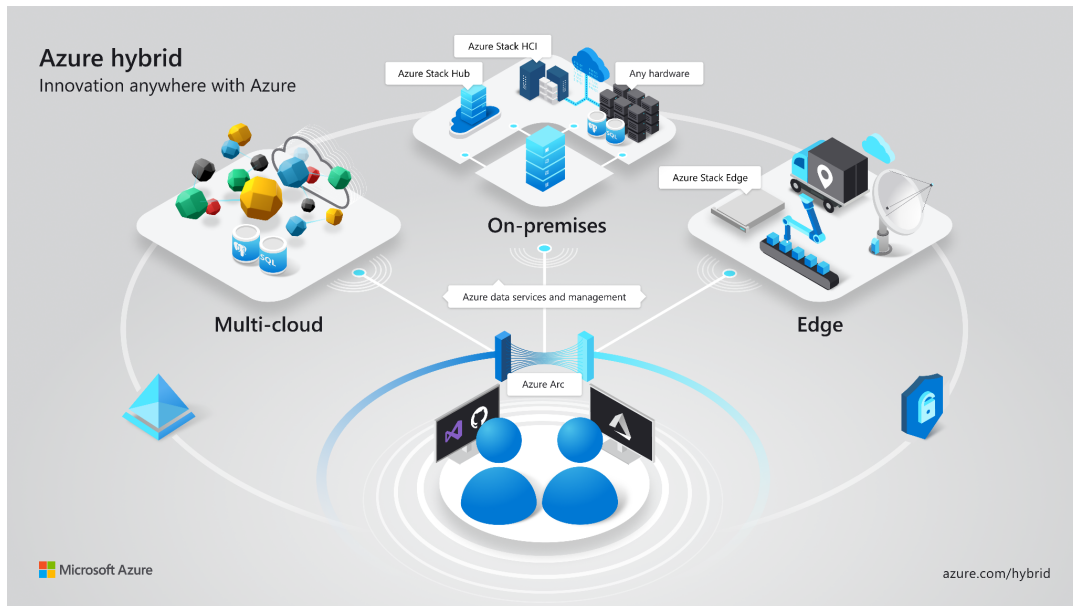 Azure hybrid
Innovation anywhere with Azure
Azure Stack HCI
Azure Stack Hub
Any hardware
SQL
On-premises
Azure Stack Edge
SQL
Multi-cloud
Edge
Azure data services and management
Azure Arc
Microsoft Azure
azure.com/hybrid